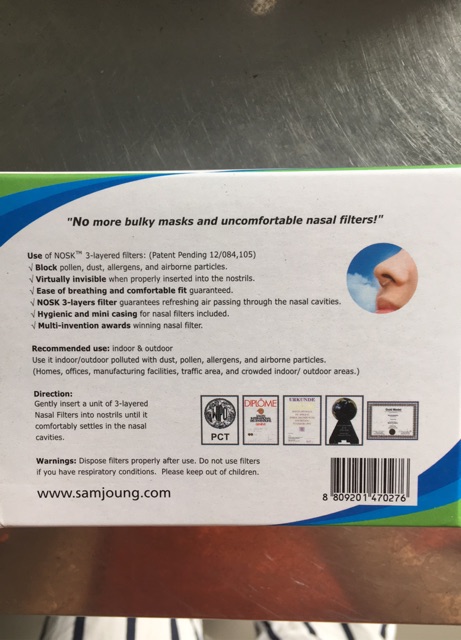 "No more bulky masks and uncomfortable nasal filters!"
Use of NOSK™ 3-layered filters: (Patent Pending 12/084,105)
√ Block pollen, dust, allergens, and airborne particles.
√ Virtually invisible when properly inserted into the nostrils.
√ Ease of breathing and comfortable fit guaranteed.
√ NOSK 3-layers filter guarantees refreshing air passing through the nasal cavities.
√ Hygienic and mini casing for nasal filters included.
√ Multi-invention awards winning nasal filter.
Recommended use: indoor & outdoor
Use it indoor/outdoor polluted with dust, pollen, allergens, and airborne particles.
(Homes, offices, manufacturing facilities, traffic area, and crowded indoor/ outdoor areas.)
Direction:
Gently insert a unit of 3-layered
Nasal Filters into nostrils until it
comfortably settles in the nasal
cavities.
PCT
DIPLÔME
URKUNDE
Warnings: Dispose filters properly after use. Do not use filters
if you have respiratory conditions. Please keep out of children.
www.samjoung.com
8 809201 470276